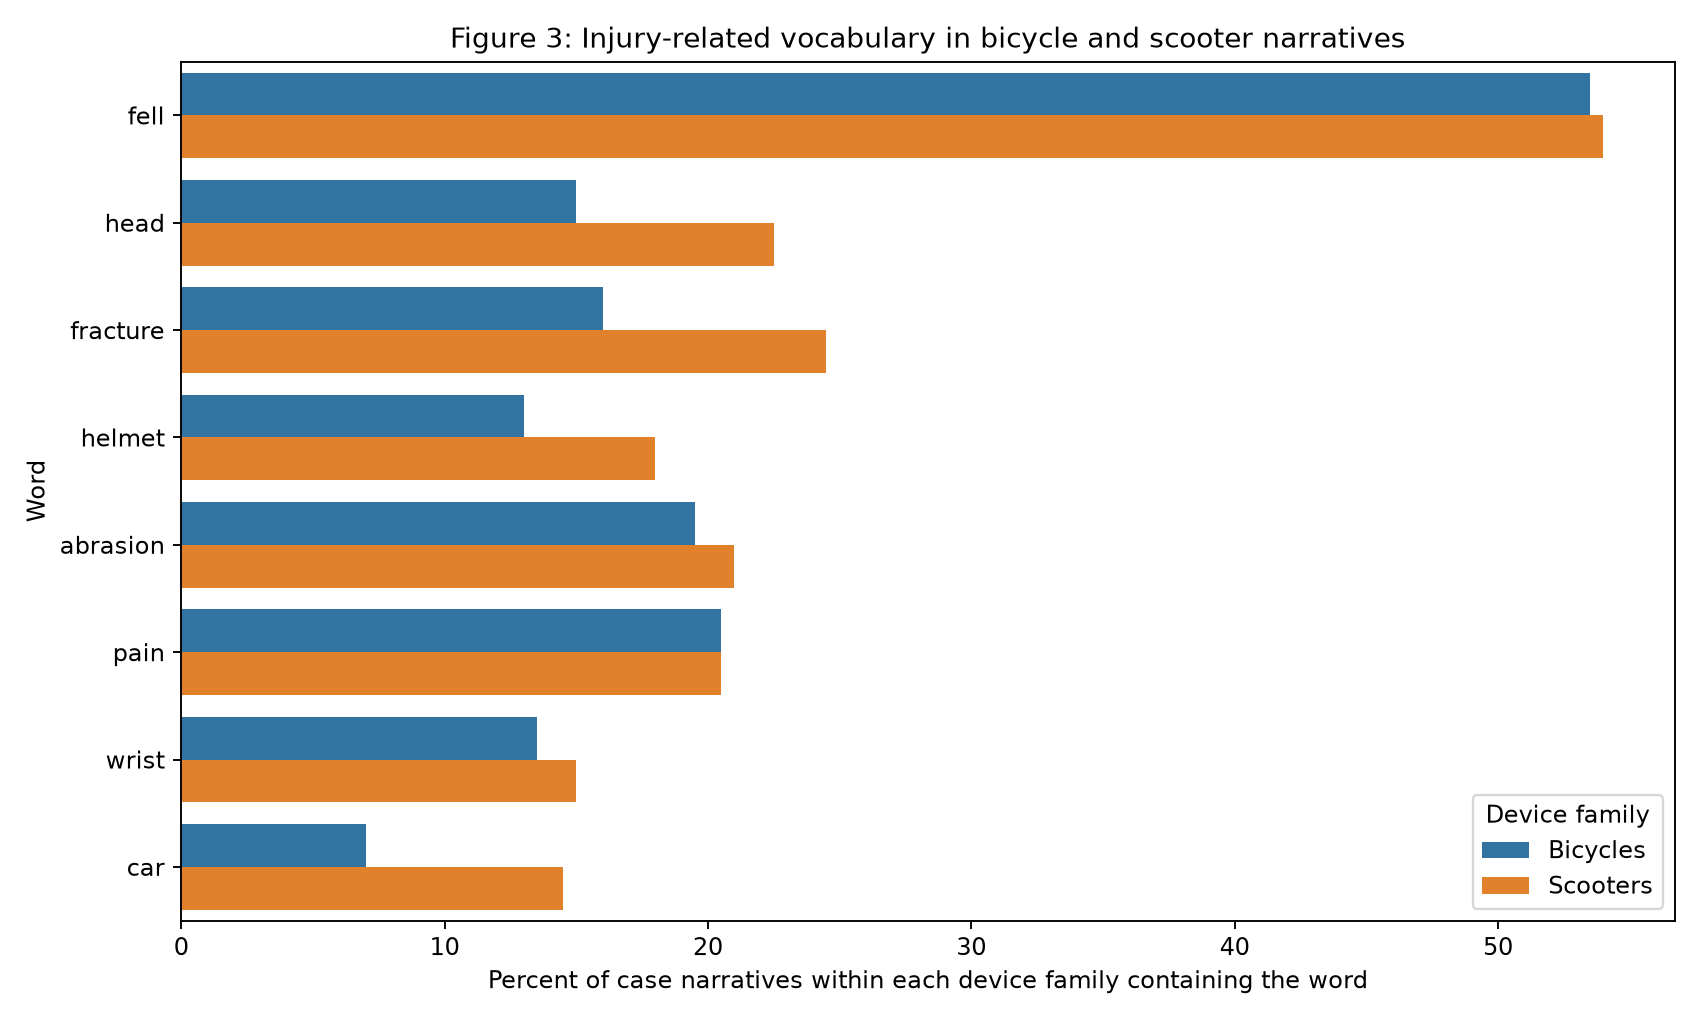 Figure 3: Injury-related vocabulary in bicycle and scooter narratives
Word
fell
head
fracture
helmet
abrasion
pain
wrist
car
Device family
Bicycles
Scooters
0 10 20 30 40 50
Percent of case narratives within each device family containing the word